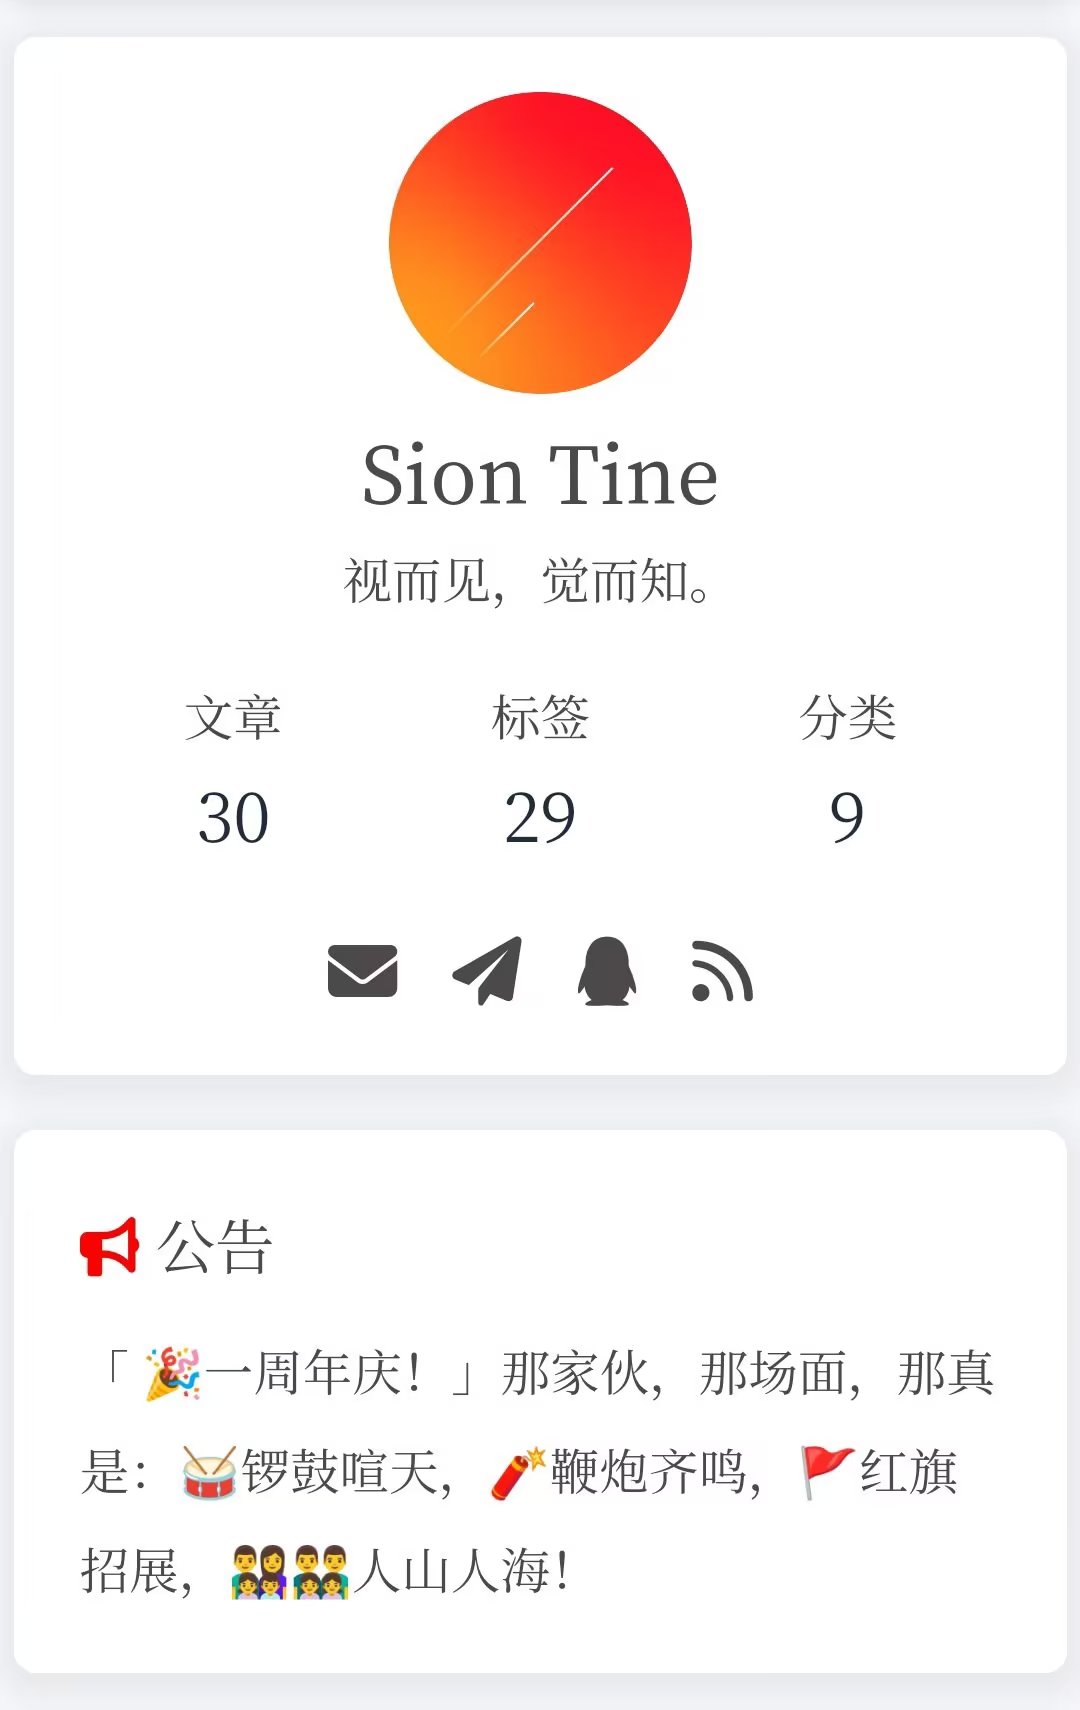 Sion Tine
视而见，觉而知。
文章 标签 分类
30 29 9
公告
「🎉一周年庆！」那家伙，那场面，那真
是：🥁锣鼓喧天，🧨鞭炮齐鸣，🚩红旗
招展，👨‍👩‍👧‍👦👨‍👨‍👧‍👧人山人海！